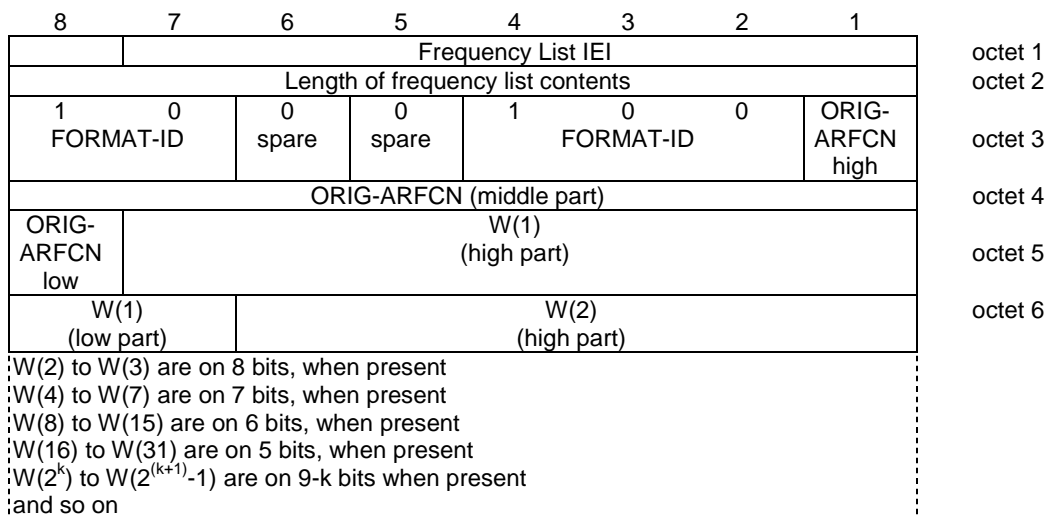 8 7 6 5 4 3 2 1
Frequency List IEI octet 1
Length of frequency list contents octet 2
1 0 0 0 1 0 0 ORIG-
FORMAT-ID spare spare FORMAT-ID ARFCN octet 3
high
ORIG-ARFCN (middle part) octet 4
ORIG- W(1)
ARFCN (high part) octet 5
low
W(1) W(2) octet 6
(low part) (high part)
W(2) to W(3) are on 8 bits, when present
W(4) to W(7) are on 7 bits, when present
W(8) to W(15) are on 6 bits, when present
W(16) to W(31) are on 5 bits, when present
W(2^k) to W(2^(k+1)-1) are on 9-k bits when present
and so on